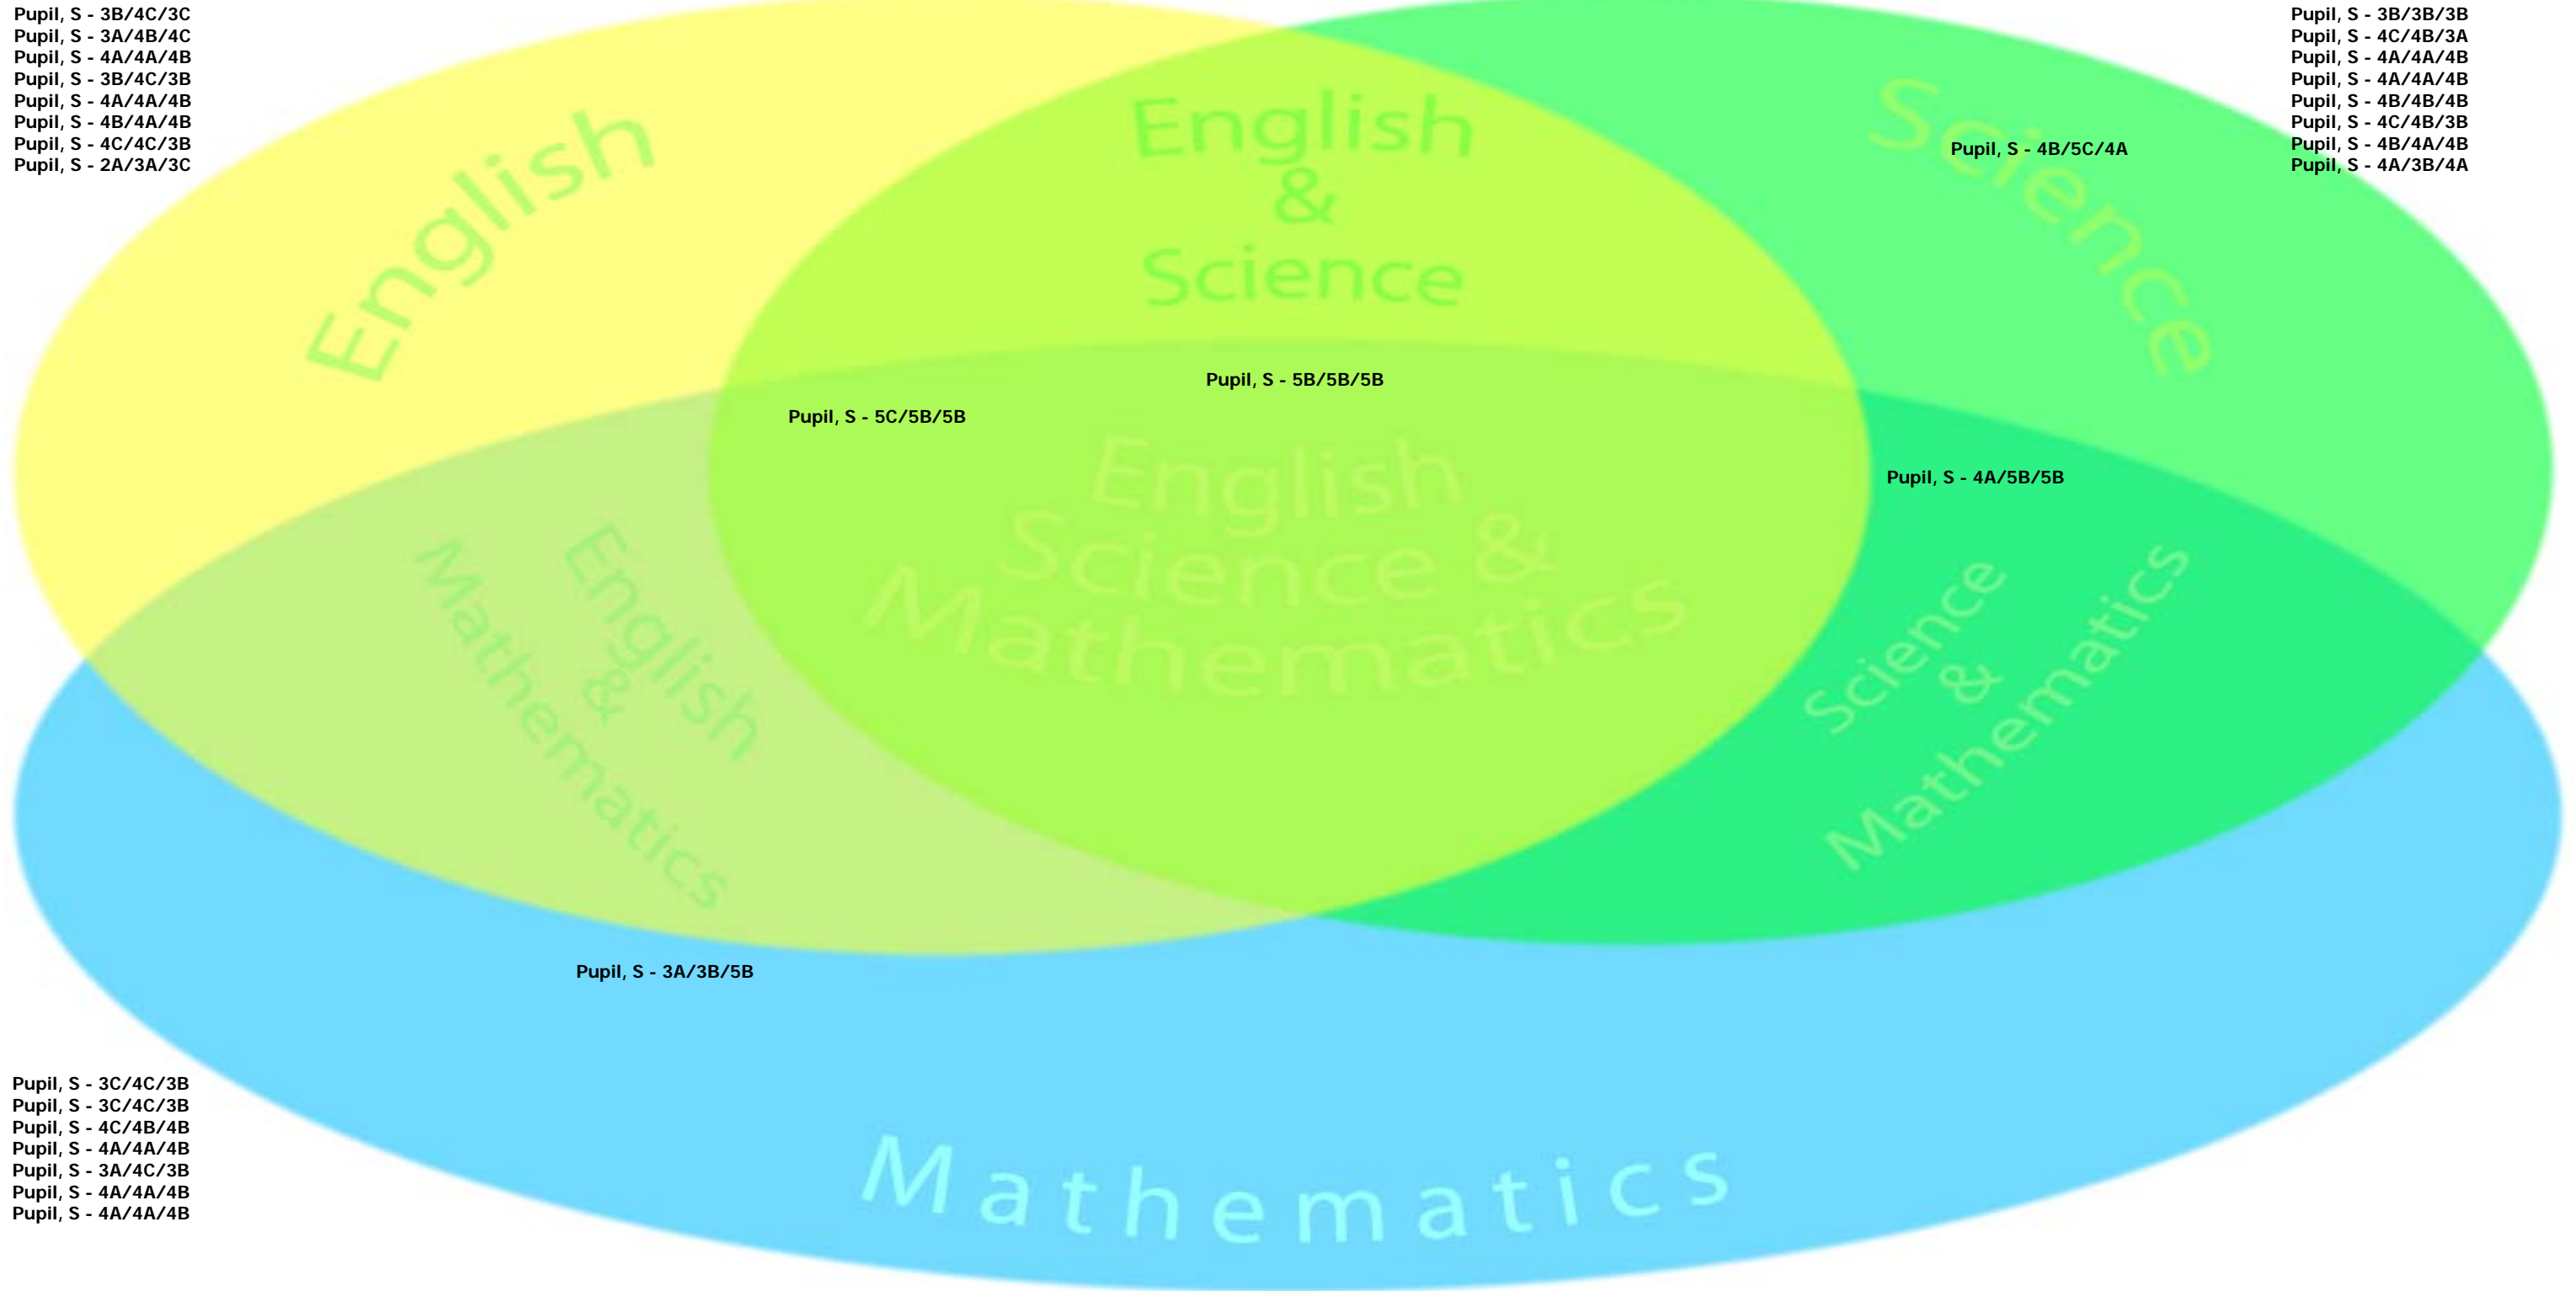 Pupil, S - 3B/4C/3C
Pupil, S - 3A/4B/4C
Pupil, S - 4A/4A/4B
Pupil, S - 3B/4C/3B
Pupil, S - 4A/4A/4B
Pupil, S - 4B/4A/4B
Pupil, S - 4C/4C/3B
Pupil, S - 2A/3A/3C
English
English
&
Science
Science
Pupil, S - 4B/5C/4A
Pupil, S - 3B/3B/3B
Pupil, S - 4C/4B/3A
Pupil, S - 4A/4A/4B
Pupil, S - 4A/4A/4B
Pupil, S - 4B/4B/4B
Pupil, S - 4C/4B/3B
Pupil, S - 4B/4A/4B
Pupil, S - 4A/3B/4A
Pupil, S - 5B/5B/5B
Pupil, S - 5C/5B/5B
English
Science &
Mathematics
Pupil, S - 4A/5B/5B
English
&
Mathematics
Science
&
Mathematics
Pupil, S - 3A/3B/5B
Pupil, S - 3C/4C/3B
Pupil, S - 3C/4C/3B
Pupil, S - 4C/4B/4B
Pupil, S - 4A/4A/4B
Pupil, S - 3A/4C/3B
Pupil, S - 4A/4A/4B
Pupil, S - 4A/4A/4B
Mathematics